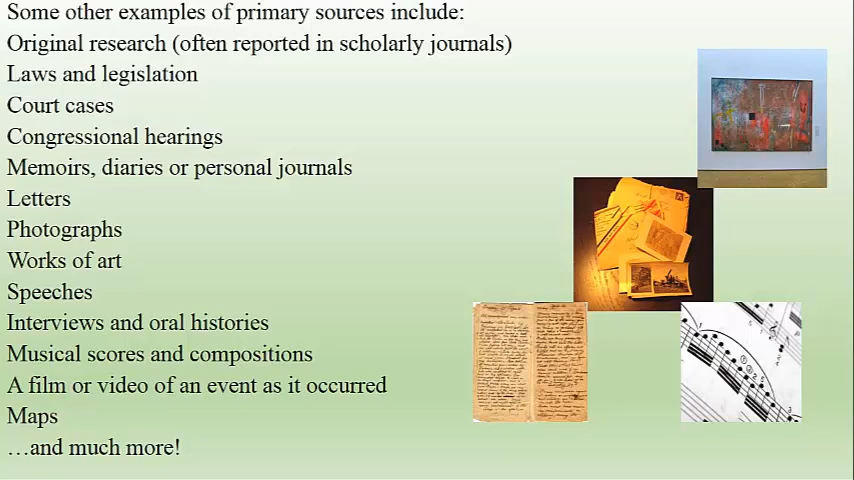 Some other examples of primary sources include:
Original research (often reported in scholarly journals)
Laws and legislation
Court cases
Congressional hearings
Memoirs, diaries or personal journals
Letters
Photographs
Works of art
Speeches
Interviews and oral histories
Musical scores and compositions
A film or video of an event as it occurred
Maps
…and much more!